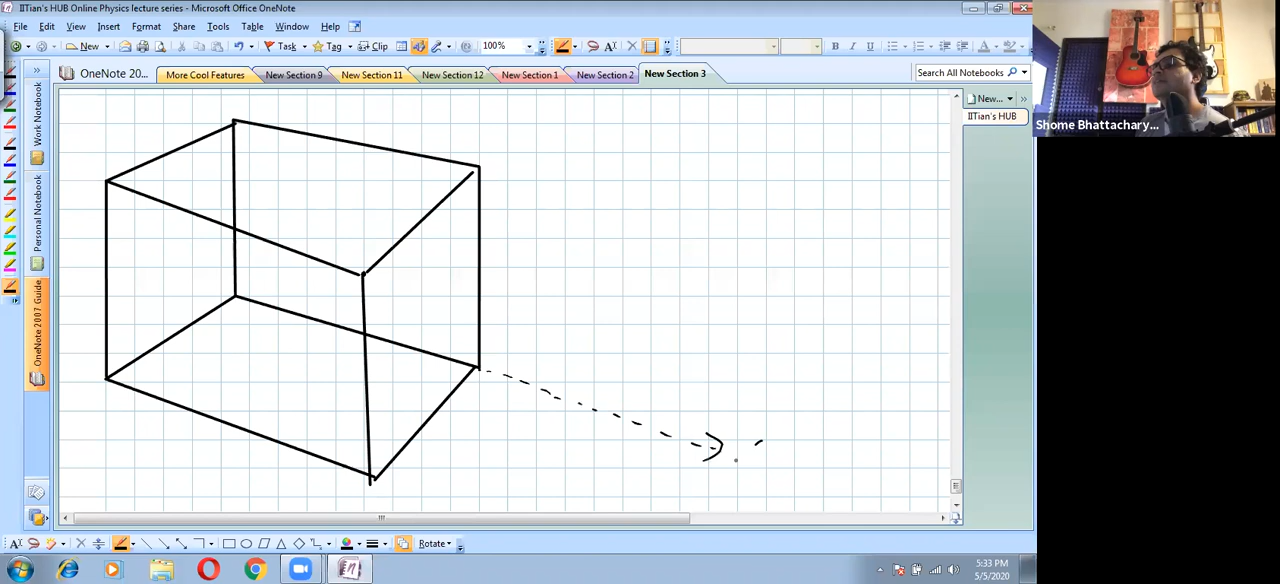 IITian's HUB Online Physics lecture series - Microsoft Office OneNote
File Edit View Insert Format Share Tools Table Window Help
New Task Tag Clip 100% B I U A
OneNote 20... More Cool Features New Section 9 New Section 11 New Section 12 New Section 1 New Section 2 New Section 3 Search All Notebooks
New...
IITian's HUB
Work Notebook
Personal Notebook
OneNote 2007 Guide
Shome Bhattachary...
Rotate
5:33 PM
5/5/2020